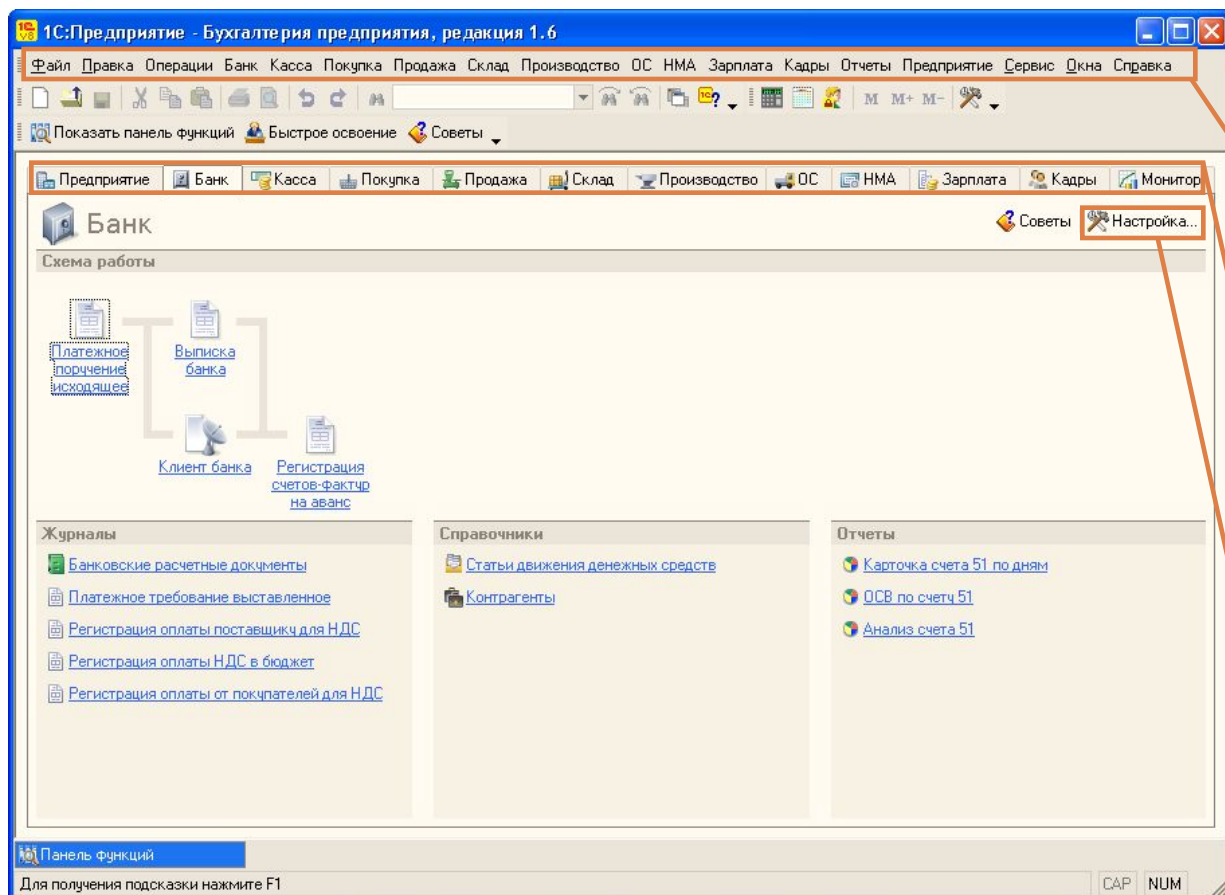 1С:Предприятие - Бухгалтерия предприятия, редакция 1.6
Файл Правка Операции Банк Касса Покупка Продажа Склад Производство ОС НМА Зарплата Кадры Отчеты Предприятие Сервис Окна Справка
M M+ M-
Показать панель функций Быстрое освоение Советы
Предприятие Банк Касса Покупка Продажа Склад Производство ОС НМА Зарплата Кадры Монитор
Банк
Советы Настройка...
Схема работы
Платежное
поручение
исходящее
Выписка
банка
Клиент банка
Регистрация
счетов-фактур
на аванс
Журналы
Банковские расчетные документы
Платежное требование выставленное
Регистрация оплаты поставщику для НДС
Регистрация оплаты НДС в бюджет
Регистрация оплаты от покупателей для НДС
Справочники
Статьи движения денежных средств
Контрагенты
Отчеты
Карточка счета 51 по дням
ОСВ по счету 51
Анализ счета 51
Панель функций
Для получения подсказки нажмите F1
CAP NUM